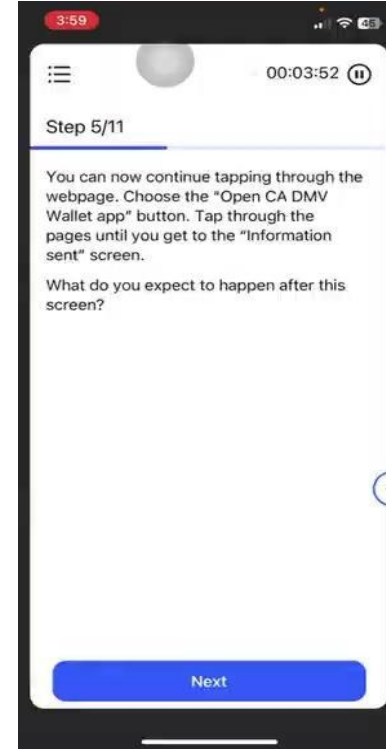 3:59
45
00:03:52
Step 5/11
You can now continue tapping through the
webpage. Choose the "Open CA DMV
Wallet app" button. Tap through the
pages until you get to the "Information
sent" screen.
What do you expect to happen after this
screen?
Next